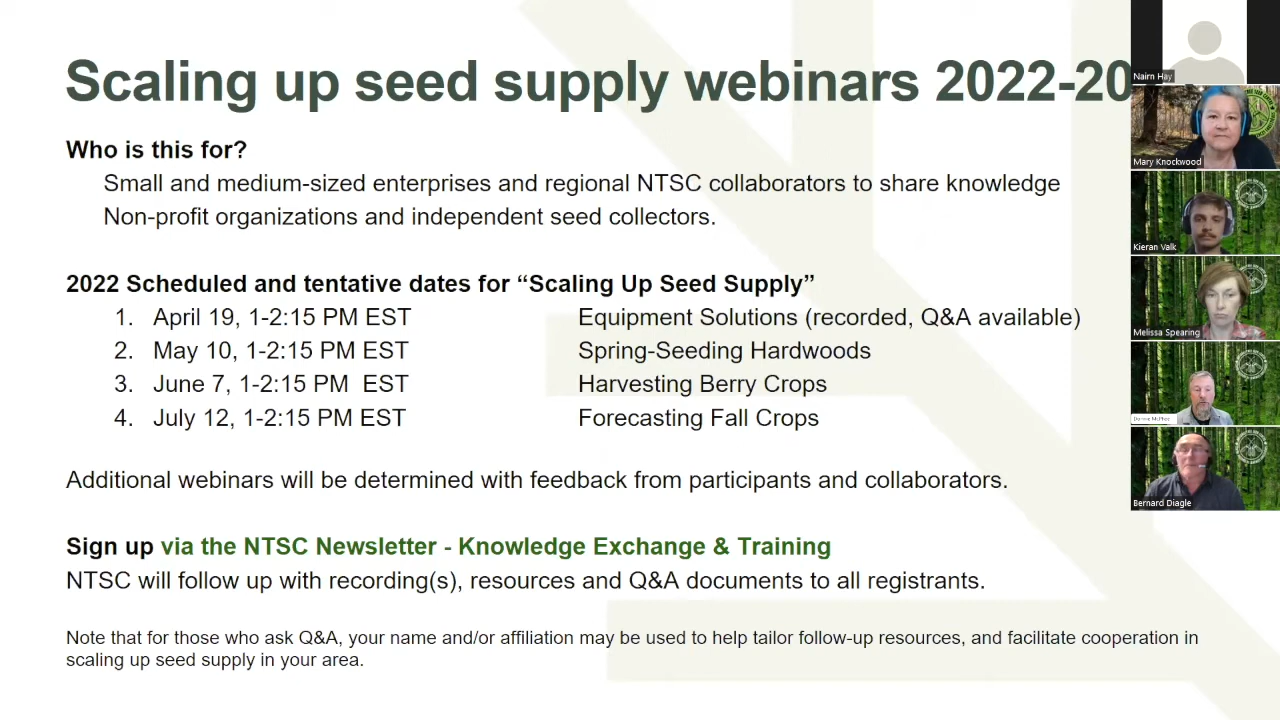 Scaling up seed supply webinars 2022-20
Who is this for?
Small and medium-sized enterprises and regional NTSC collaborators to share knowledge
Non-profit organizations and independent seed collectors.
2022 Scheduled and tentative dates for “Scaling Up Seed Supply”
1. April 19, 1-2:15 PM EST Equipment Solutions (recorded, Q&A available)
2. May 10, 1-2:15 PM EST Spring-Seeding Hardwoods
3. June 7, 1-2:15 PM EST Harvesting Berry Crops
4. July 12, 1-2:15 PM EST Forecasting Fall Crops
Additional webinars will be determined with feedback from participants and collaborators.
Sign up via the NTSC Newsletter - Knowledge Exchange & Training
NTSC will follow up with recording(s), resources and Q&A documents to all registrants.
Note that for those who ask Q&A, your name and/or affiliation may be used to help tailor follow-up resources, and facilitate cooperation in
scaling up seed supply in your area.
Nairn Hay
Mary Knockwood
Kieran Valk
Melissa Spearing
Donnie McPhee
Bernard Diagle